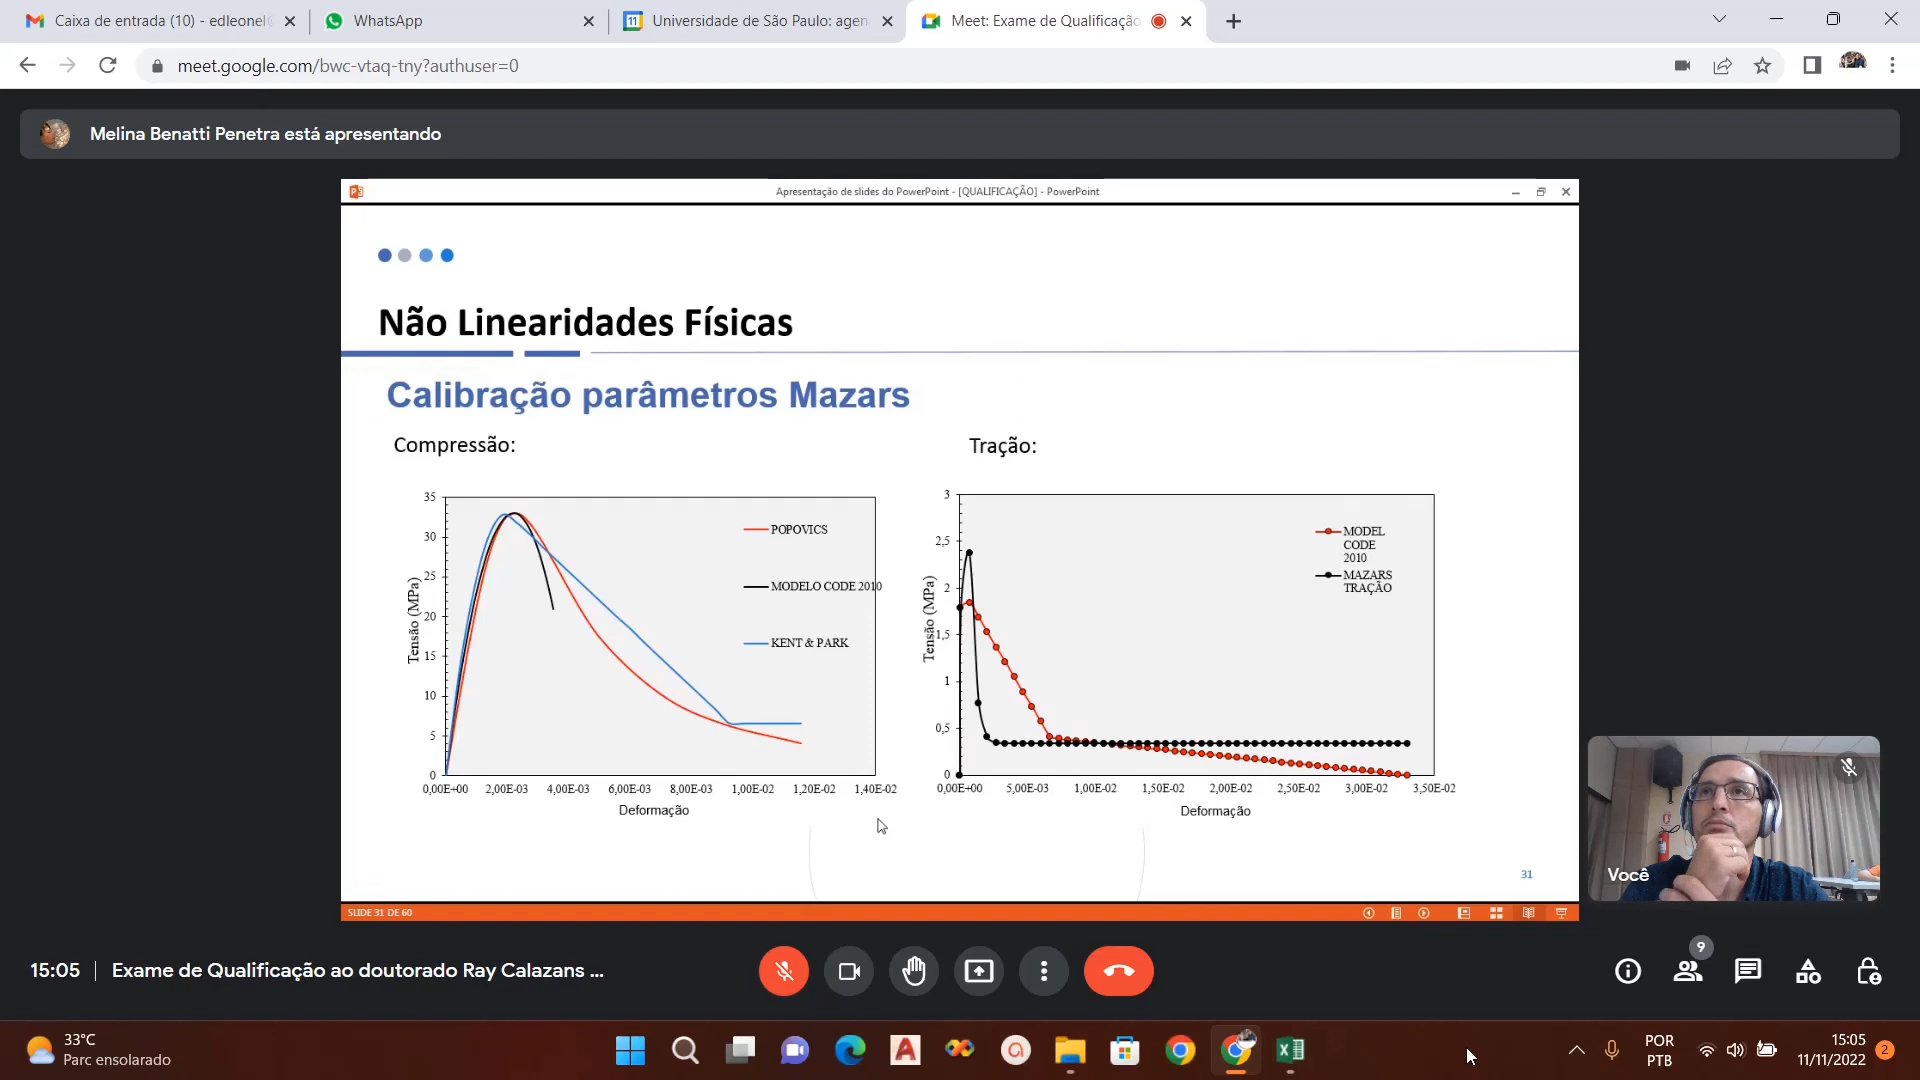 Caixa de entrada (10) - edleonel
WhatsApp
Universidade de São Paulo: agen
Meet: Exame de Qualificação
meet.google.com/bwc-vtaq-tny?authuser=0
Melina Benatti Penetra está apresentando
Apresentação de slides do PowerPoint - [QUALIFICAÇÃO] - PowerPoint
Não Linearidades Físicas
Calibração parâmetros Mazars
Compressão:
Tração:
35
30
25
20
15
10
5
0
Tensão (MPa)
0,00E+00 2,00E-03 4,00E-03 6,00E-03 8,00E-03 1,00E-02 1,20E-02 1,40E-02
Deformação
POPOVICS
MODELO CODE 2010
KENT & PARK
3
2,5
2
1,5
1
0,5
0
Tensão (MPa)
0,00E+00 5,00E-03 1,00E-02 1,50E-02 2,00E-02 2,50E-02 3,00E-02 3,50E-02
Deformação
MODEL
CODE
2010
MAZARS
TRAÇÃO
31
SLIDE 31 DE 60
Você
15:05 | Exame de Qualificação ao doutorado Ray Calazans ...
9
33°C
Parc ensolarado
POR
PTB
15:05
11/11/2022
2